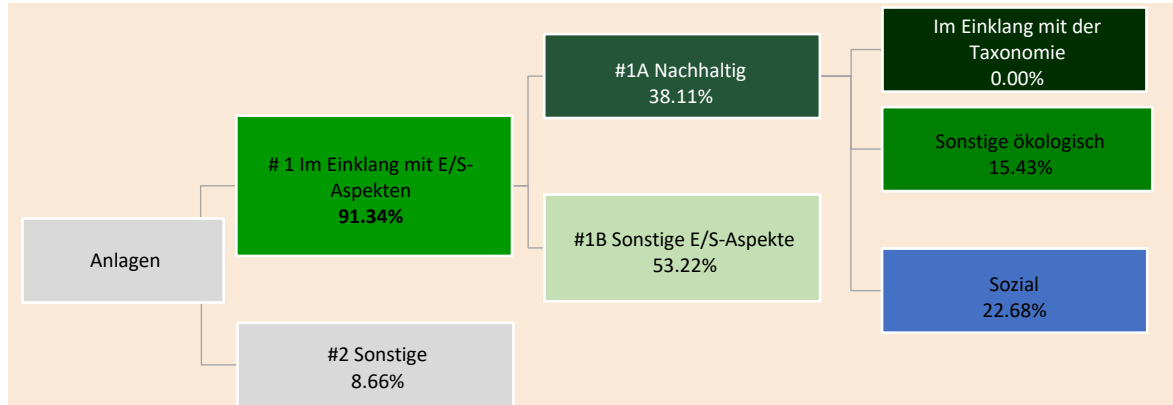 Anlagen
# 1 Im Einklang mit E/S-
Aspekten
91.34%
#2 Sonstige
8.66%
#1A Nachhaltig
38.11%
#1B Sonstige E/S-Aspekte
53.22%
Im Einklang mit der
Taxonomie
0.00%
Sonstige ökologisch
15.43%
Sozial
22.68%